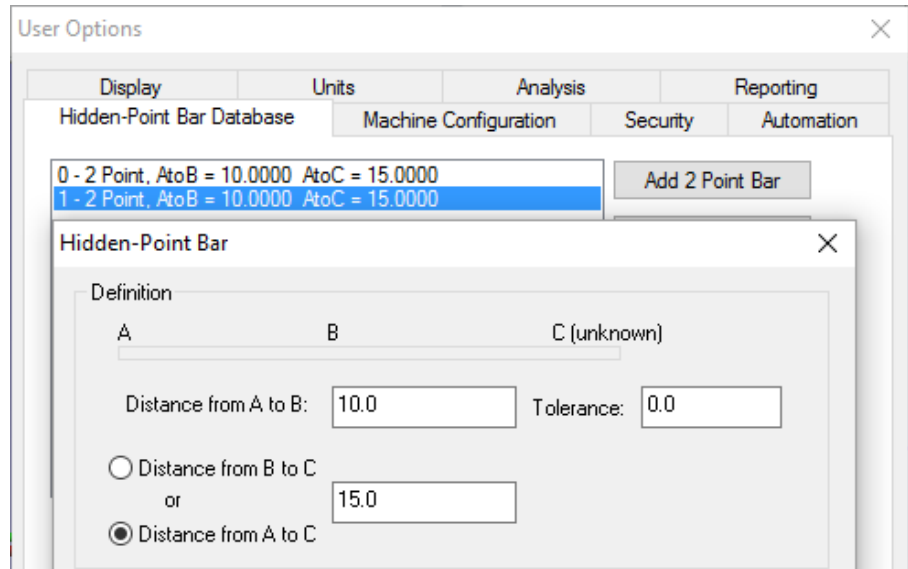 User Options
Display Units Analysis Reporting
Hidden-Point Bar Database Machine Configuration Security Automation
0 - 2 Point, AtoB = 10.0000 AtoC = 15.0000 Add 2 Point Bar
1 - 2 Point, AtoB = 10.0000 AtoC = 15.0000
Hidden-Point Bar
Definition
A B C (unknown)
Distance from A to B: 10.0 Tolerance: 0.0
Distance from B to C
or 15.0
Distance from A to C